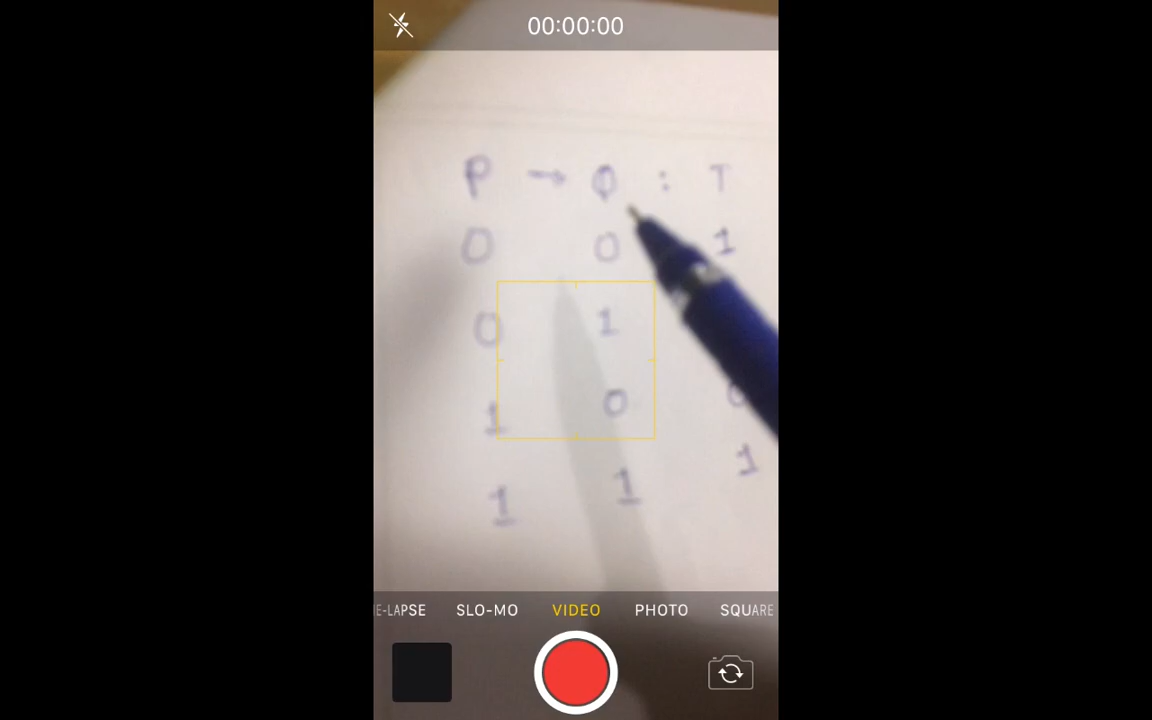 00:00:00
P → Q : T
0 0 1
0 1
1 0 0
1 1 1
E-LAPSE SLO-MO VIDEO PHOTO SQUARE